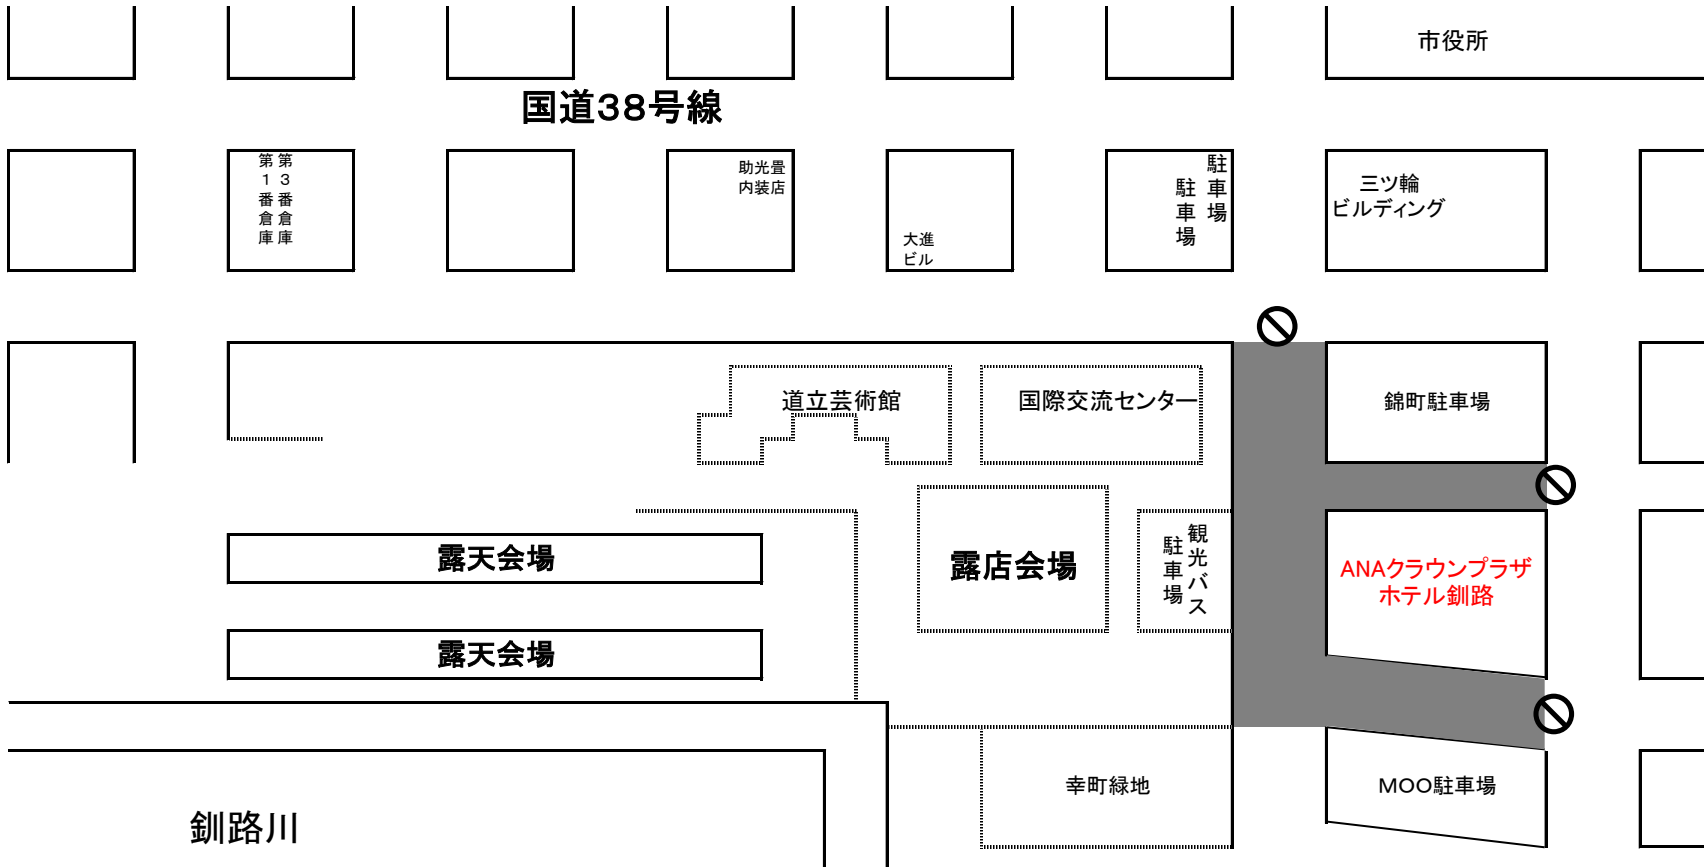 市役所
国道38号線
第1番倉庫
第3番倉庫
助光畳
内装店
大進
ビル
駐車場
駐車場
三ツ輪
ビルディング
道立芸術館
国際交流センター
錦町駐車場
露天会場
露店会場
観光バス
駐車場
ANAクラウンプラザ
ホテル釧路
露天会場
幸町緑地
MOO駐車場
釧路川